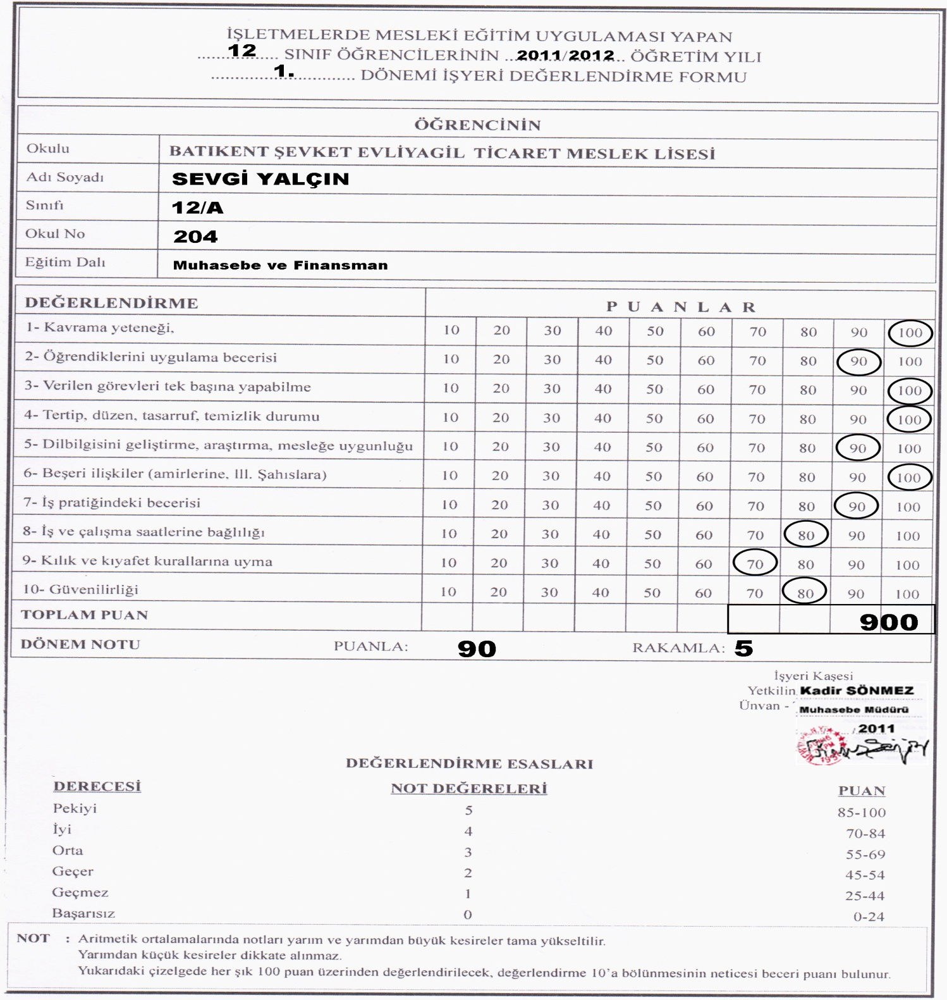 İŞLETMELERDE MESLEKİ EĞİTİM UYGULAMASI YAPAN
........12..... SINIF ÖĞRENCİLERİNİN ...2011/2012.. ÖĞRETİM YILI
..............1............... DÖNEMİ İŞYERİ DEĞERLENDİRME FORMU
ÖĞRENCİNİN
Okulu BATIKENT ŞEVKET EVLİYAGİL TİCARET MESLEK LİSESİ
Adı Soyadı SEVGİ YALÇIN
Sınıfı 12/A
Okul No 204
Eğitim Dalı Muhasebe ve Finansman
DEĞERLENDİRME P U A N L A R
1- Kavrama yeteneği, 10 20 30 40 50 60 70 80 90 100
2- Öğrendiklerini uygulama becerisi 10 20 30 40 50 60 70 80 90 100
3- Verilen görevleri tek başına yapabilme 10 20 30 40 50 60 70 80 90 100
4- Tertip, düzen, tasarruf, temizlik durumu 10 20 30 40 50 60 70 80 90 100
5- Dilbilgisini geliştirme, araştırma, mesleğe uygunluğu 10 20 30 40 50 60 70 80 90 100
6- Beşeri ilişkiler (amirlerine, III. Şahıslara) 10 20 30 40 50 60 70 80 90 100
7- İş pratiğindeki becerisi 10 20 30 40 50 60 70 80 90 100
8- İş ve çalışma saatlerine bağlılığı 10 20 30 40 50 60 70 80 90 100
9- Kılık ve kıyafet kurallarına uyma 10 20 30 40 50 60 70 80 90 100
10- Güvenilirliği 10 20 30 40 50 60 70 80 90 100
TOPLAM PUAN 900
DÖNEM NOTU PUANLA: 90 RAKAMLA: 5
İşyeri Kaşesi
Yetkilin Kadir SÖNMEZ
Ünvan - Muhasebe Müdürü
/2011
DEĞERLENDİRME ESASLARI
DERECESİ NOT DEĞERELERİ PUAN
Pekiyi 5 85-100
İyi 4 70-84
Orta 3 55-69
Geçer 2 45-54
Geçmez 1 25-44
Başarısız 0 0-24
NOT : Aritmetik ortalamalarında notları yarım ve yarımdan büyük kesireler tama yükseltilir.
Yarımdan küçük kesireler dikkate alınmaz.
Yukarıdaki çizelgede her şık 100 puan üzerinden değerlendirilecek, değerlendirme 10'a bölünmesinin neticesi beceri puanı bulunur.